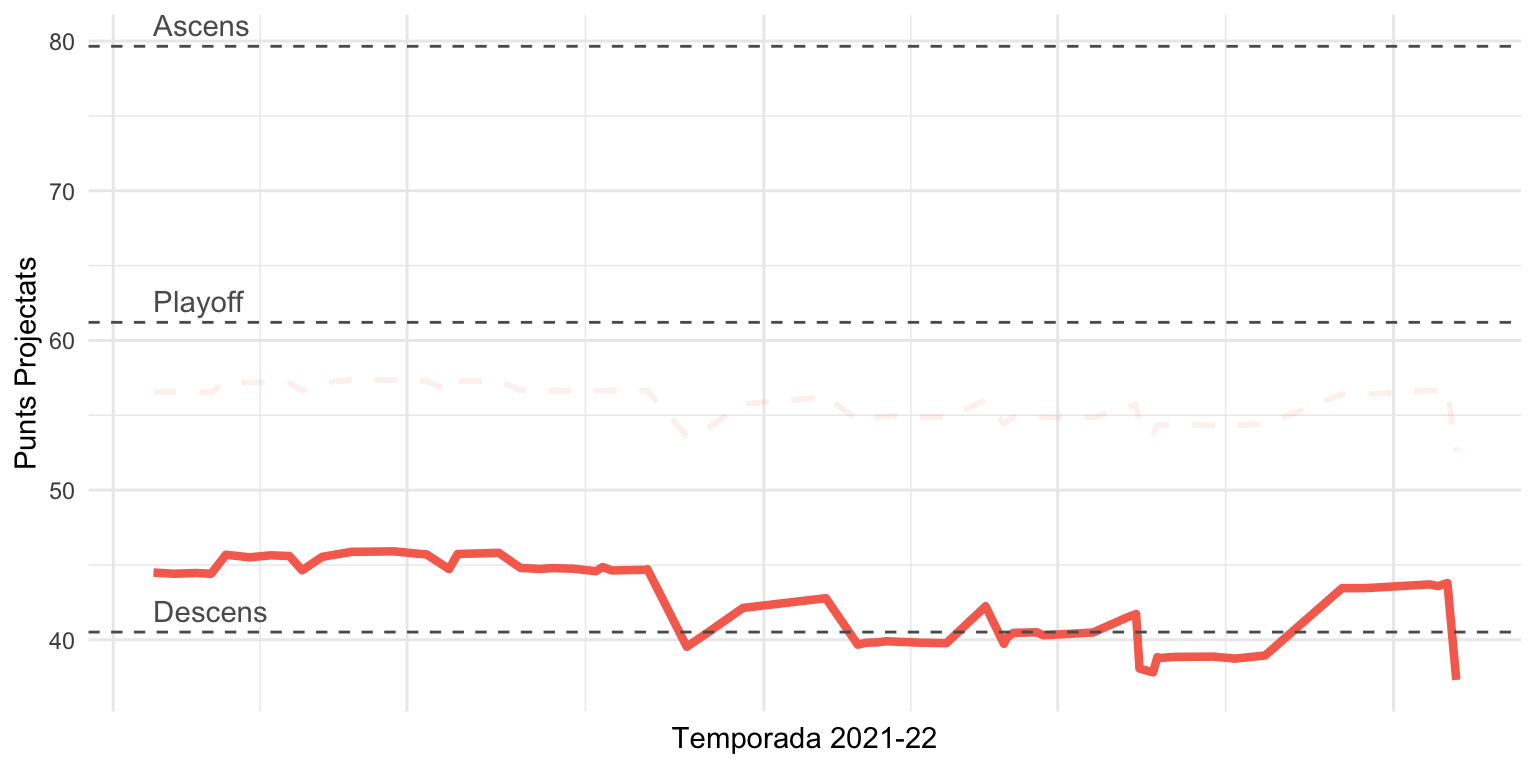 Ascens
80
70
Playoff
60
50
Descens
40
Punts Projectats
Temporada 2021-22